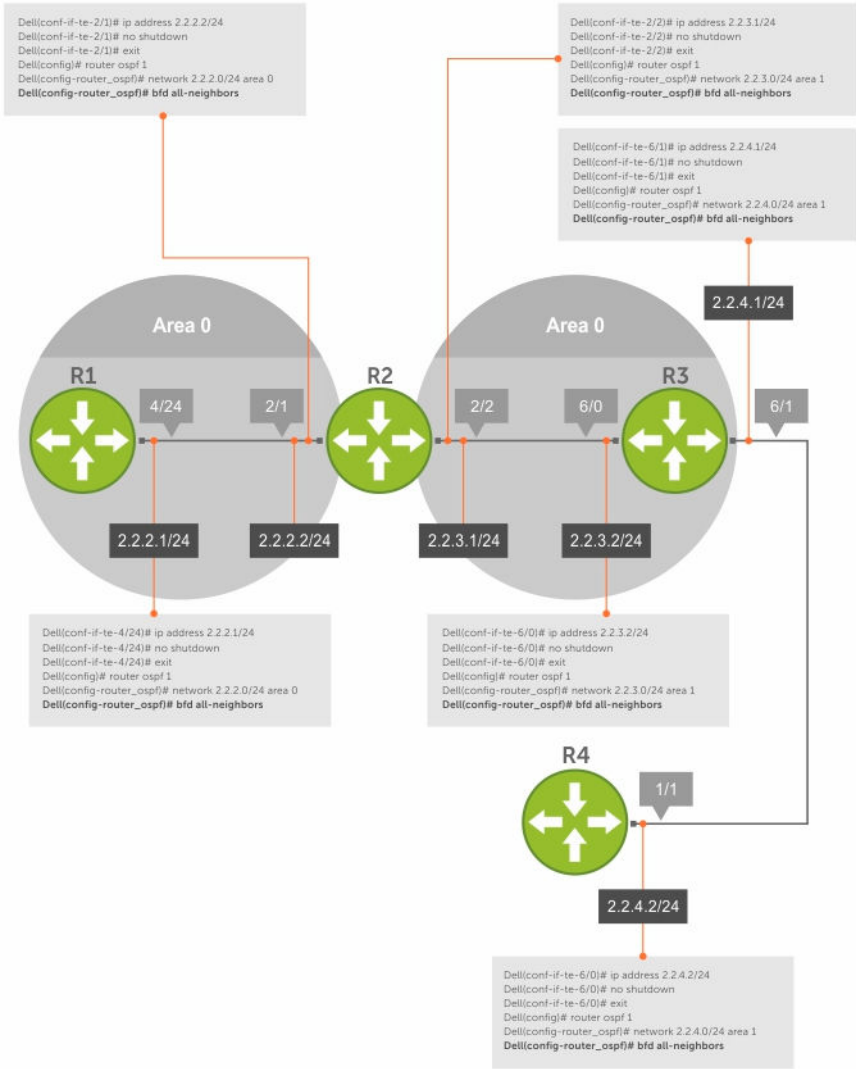 Dell(conf-if-te-2/1)# ip address 2.2.2.2/24
Dell(conf-if-te-2/1)# no shutdown
Dell(conf-if-te-2/1)# exit
Dell(config)# router ospf 1
Dell(config-router_ospf)# network 2.2.2.0/24 area 0
Dell(config-router_ospf)# bfd all-neighbors
Dell(conf-if-te-2/2)# ip address 2.2.3.1/24
Dell(conf-if-te-2/2)# no shutdown
Dell(conf-if-te-2/2)# exit
Dell(config)# router ospf 1
Dell(config-router_ospf)# network 2.2.3.0/24 area 1
Dell(config-router_ospf)# bfd all-neighbors
Dell(conf-if-te-6/1)# ip address 2.2.4.1/24
Dell(conf-if-te-6/1)# no shutdown
Dell(conf-if-te-6/1)# exit
Dell(config)# router ospf 1
Dell(config-router_ospf)# network 2.2.4.0/24 area 1
Dell(config-router_ospf)# bfd all-neighbors
2.2.4.1/24
Area 0
Area 0
R1
R2
R3
4/24
2/1
2/2
6/0
6/1
2.2.2.1/24
2.2.2.2/24
2.2.3.1/24
2.2.3.2/24
Dell(conf-if-te-4/24)# ip address 2.2.2.1/24
Dell(conf-if-te-4/24)# no shutdown
Dell(conf-if-te-4/24)# exit
Dell(config)# router ospf 1
Dell(config-router_ospf)# network 2.2.2.0/24 area 0
Dell(config-router_ospf)# bfd all-neighbors
Dell(conf-if-te-6/0)# ip address 2.2.3.2/24
Dell(conf-if-te-6/0)# no shutdown
Dell(conf-if-te-6/0)# exit
Dell(config)# router ospf 1
Dell(config-router_ospf)# network 2.2.3.0/24 area 1
Dell(config-router_ospf)# bfd all-neighbors
R4
1/1
2.2.4.2/24
Dell(conf-if-te-6/0)# ip address 2.2.4.2/24
Dell(conf-if-te-6/0)# no shutdown
Dell(conf-if-te-6/0)# exit
Dell(config)# router ospf 1
Dell(config-router_ospf)# network 2.2.4.0/24 area 1
Dell(config-router_ospf)# bfd all-neighbors